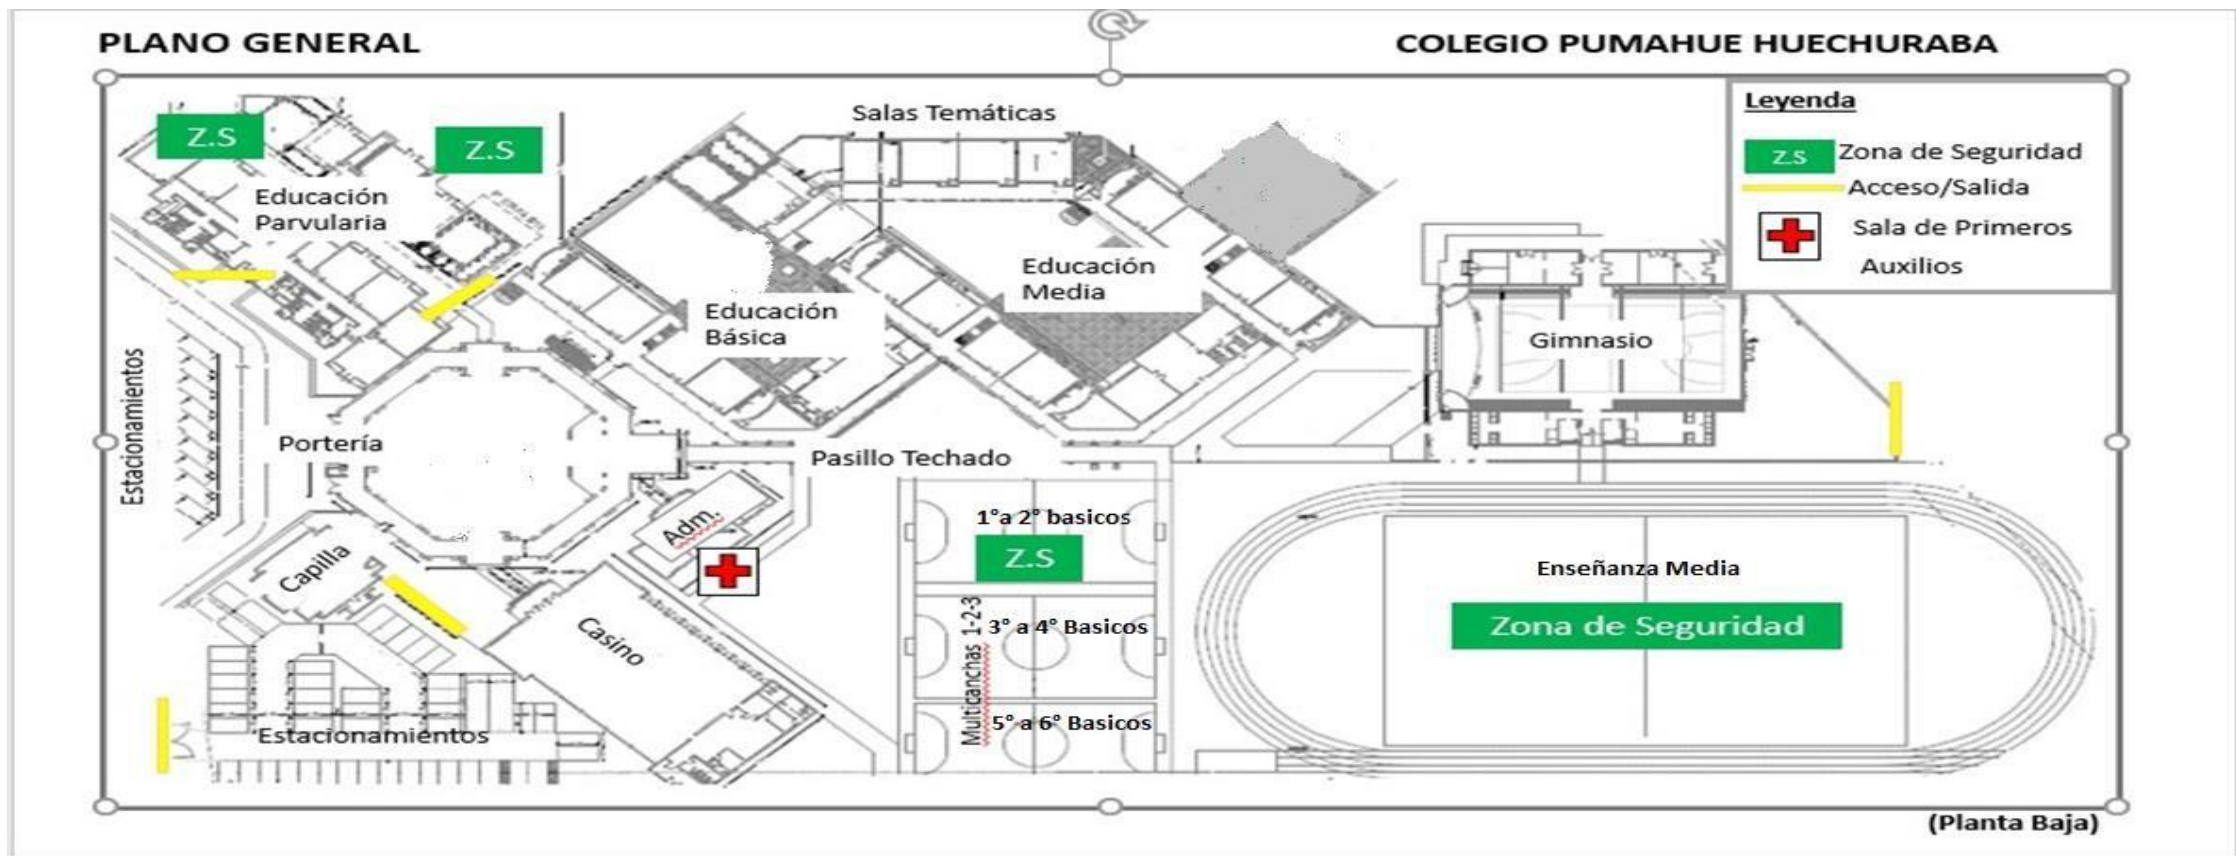 PLANO GENERAL
COLEGIO PUMAHUE HUECHURABA
Leyenda
Z.S Zona de Seguridad
Acceso/Salida
Sala de Primeros
Auxilios
Z.S
Z.S
Salas Temáticas
Educación
Parvularia
Educación
Básica
Educación
Media
Gimnasio
Estacionamientos
Portería
Pasillo Techado
Adm.
Capilla
Casino
Estacionamientos
1°a 2° basicos
Z.S
Multicanchas 1-2-3
3° a 4° Basicos
5° a 6° Basicos
Enseñanza Media
Zona de Seguridad
(Planta Baja)